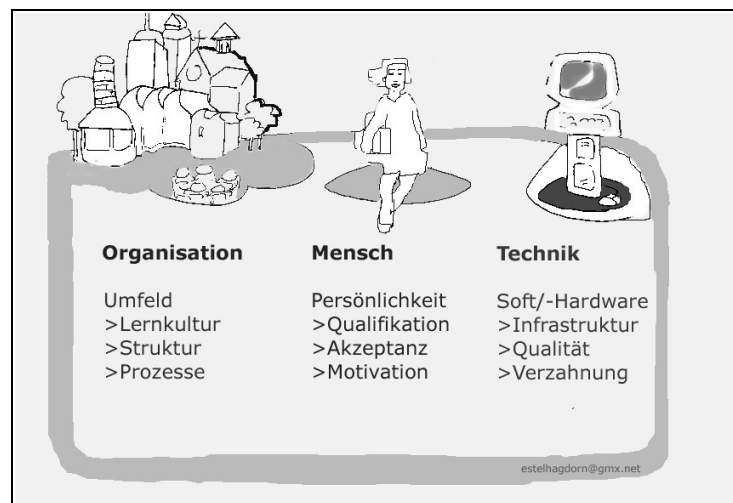 Organisation
Umfeld
>Lernkultur
>Struktur
>Prozesse
Mensch
Persönlichkeit
>Qualifikation
>Akzeptanz
>Motivation
Technik
Soft/-Hardware
>Infrastruktur
>Qualität
>Verzahnung
estelhagdorn@gmx.net